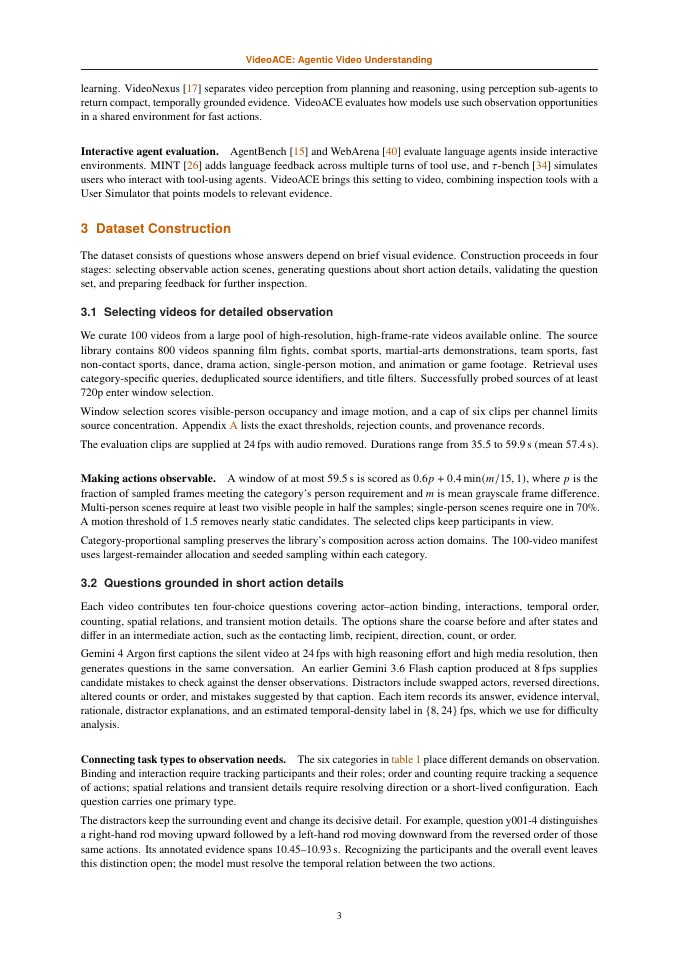 VideoACE: Agentic Video Understanding
learning. VideoNexus [17] separates video perception from planning and reasoning, using perception sub-agents to
return compact, temporally grounded evidence. VideoACE evaluates how models use such observation opportunities
in a shared environment for fast actions.
Interactive agent evaluation. AgentBench [15] and WebArena [40] evaluate language agents inside interactive
environments. MINT [26] adds language feedback across multiple turns of tool use, and τ-bench [34] simulates
users who interact with tool-using agents. VideoACE brings this setting to video, combining inspection tools with a
User Simulator that points models to relevant evidence.
3 Dataset Construction
The dataset consists of questions whose answers depend on brief visual evidence. Construction proceeds in four
stages: selecting observable action scenes, generating questions about short action details, validating the question
set, and preparing feedback for further inspection.
3.1 Selecting videos for detailed observation
We curate 100 videos from a large pool of high-resolution, high-frame-rate videos available online. The source
library contains 800 videos spanning film fights, combat sports, martial-arts demonstrations, team sports, fast
non-contact sports, dance, drama action, single-person motion, and animation or game footage. Retrieval uses
category-specific queries, deduplicated source identifiers, and title filters. Successfully probed sources of at least
720p enter window selection.
Window selection scores visible-person occupancy and image motion, and a cap of six clips per channel limits
source concentration. Appendix A lists the exact thresholds, rejection counts, and provenance records.
The evaluation clips are supplied at 24 fps with audio removed. Durations range from 35.5 to 59.9 s (mean 57.4 s).
Making actions observable. A window of at most 59.5 s is scored as 0.6p + 0.4 min(m/15, 1), where p is the
fraction of sampled frames meeting the category's person requirement and m is mean grayscale frame difference.
Multi-person scenes require at least two visible people in half the samples; single-person scenes require one in 70%.
A motion threshold of 1.5 removes nearly static candidates. The selected clips keep participants in view.
Category-proportional sampling preserves the library's composition across action domains. The 100-video manifest
uses largest-remainder allocation and seeded sampling within each category.
3.2 Questions grounded in short action details
Each video contributes ten four-choice questions covering actor–action binding, interactions, temporal order,
counting, spatial relations, and transient motion details. The options share the coarse before and after states and
differ in an intermediate action, such as the contacting limb, recipient, direction, count, or order.
Gemini 4 Argon first captions the silent video at 24 fps with high reasoning effort and high media resolution, then
generates questions in the same conversation. An earlier Gemini 3.6 Flash caption produced at 8 fps supplies
candidate mistakes to check against the denser observations. Distractors include swapped actors, reversed directions,
altered counts or order, and mistakes suggested by that caption. Each item records its answer, evidence interval,
rationale, distractor explanations, and an estimated temporal-density label in {8, 24} fps, which we use for difficulty
analysis.
Connecting task types to observation needs. The six categories in table 1 place different demands on observation.
Binding and interaction require tracking participants and their roles; order and counting require tracking a sequence
of actions; spatial relations and transient details require resolving direction or a short-lived configuration. Each
question carries one primary type.
The distractors keep the surrounding event and change its decisive detail. For example, question y001-4 distinguishes
a right-hand rod moving upward followed by a left-hand rod moving downward from the reversed order of those
same actions. Its annotated evidence spans 10.45–10.93 s. Recognizing the participants and the overall event leaves
this distinction open; the model must resolve the temporal relation between the two actions.
3